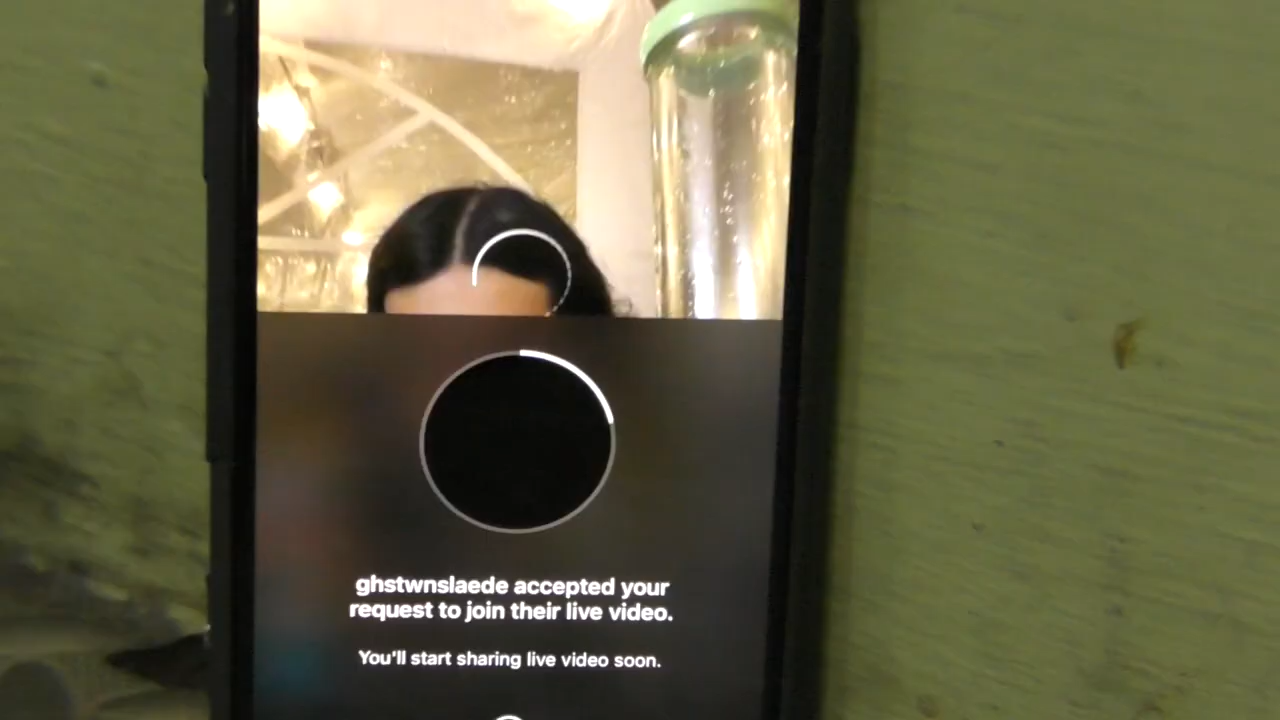 ghstwnslaede accepted your
request to join their live video.
You'll start sharing live video soon.